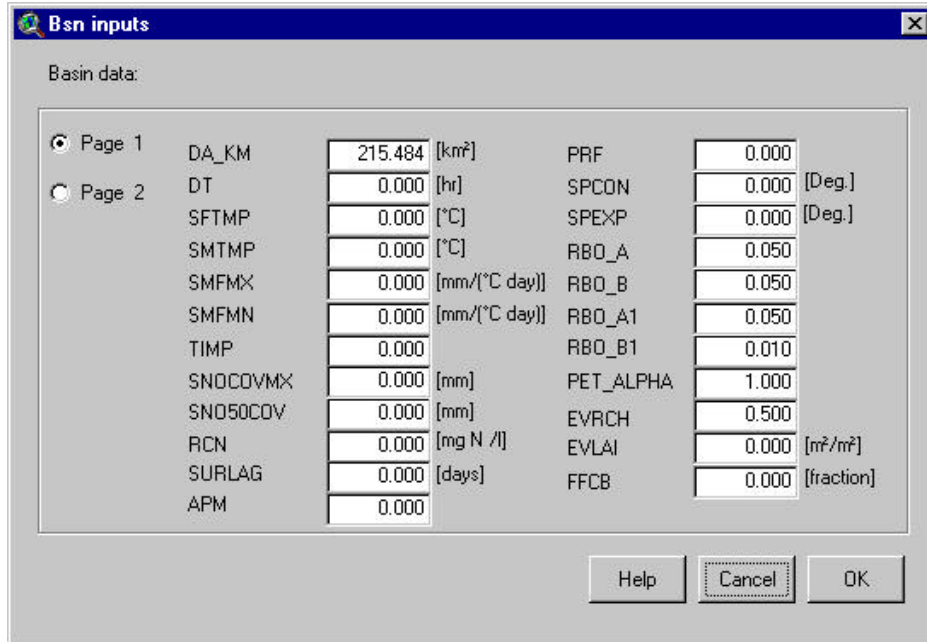 Bsn inputs
Basin data:
Page 1
Page 2
DA_KM 215.484 [km²]
DT 0.000 [hr]
SFTMP 0.000 [°C]
SMTMP 0.000 [°C]
SMFMX 0.000 [mm/(°C day)]
SMFMN 0.000 [mm/(°C day)]
TIMP 0.000
SNOCOVMX 0.000 [mm]
SNO50COV 0.000 [mm]
RCN 0.000 [mg N /l]
SURLAG 0.000 [days]
APM 0.000
PRF 0.000
SPCON 0.000 [Deg.]
SPEXP 0.000 [Deg.]
RBO_A 0.050
RBO_B 0.050
RBO_A1 0.050
RBO_B1 0.010
PET_ALPHA 1.000
EVRCH 0.500
EVLAI 0.000 [m²/m²]
FFCB 0.000 [fraction]
Help Cancel OK